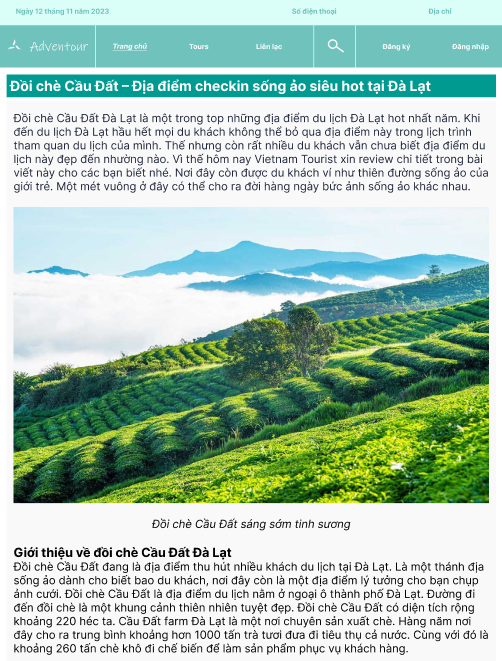 Ngày 12 tháng 11 năm 2023 Số điện thoại Địa chỉ
Adventour Trang chủ Tours Liên lạc Đăng ký Đăng nhập
Đồi chè Cầu Đất – Địa điểm checkin sống ảo siêu hot tại Đà Lạt
Đồi chè Cầu Đất Đà Lạt là một trong top những địa điểm du lịch Đà Lạt hot nhất năm. Khi
đến du lịch Đà Lạt hầu hết mọi du khách không thể bỏ qua địa điểm này trong lịch trình
tham quan du lịch của mình. Thế nhưng còn rất nhiều du khách vẫn chưa biết địa điểm du
lịch này đẹp đến nhường nào. Vì thế hôm nay Vietnam Tourist xin review chi tiết trong bài
viết này cho các bạn biết nhé. Nơi đây còn được du khách ví như thiên đường sống ảo của
giới trẻ. Một mét vuông ở đây có thể cho ra đời hàng ngày bức ảnh sống ảo khác nhau.
Đồi chè Cầu Đất sáng sớm tinh sương
Giới thiệu về đồi chè Cầu Đất Đà Lạt
Đồi chè Cầu Đất đang là địa điểm thu hút nhiều khách du lịch tại Đà Lạt. Là một thánh địa
sống ảo dành cho biết bao du khách, nơi đây còn là một địa điểm lý tưởng cho bạn chụp
ảnh cưới. Đồi chè Cầu Đất là địa điểm du lịch nằm ở ngoại ô thành phố Đà Lạt. Đường đi
đến đồi chè là một khung cảnh thiên nhiên tuyệt đẹp. Đồi chè Cầu Đất có diện tích rộng
khoảng 220 héc ta. Cầu Đất farm Đà Lạt là một nơi chuyên sản xuất chè. Hàng năm nơi
đây cho ra trung bình khoảng hơn 1000 tấn trà tươi đưa đi tiêu thụ cả nước. Cùng với đó là
khoảng 260 tấn chè khô đi chế biến để làm sản phẩm phục vụ khách hàng.